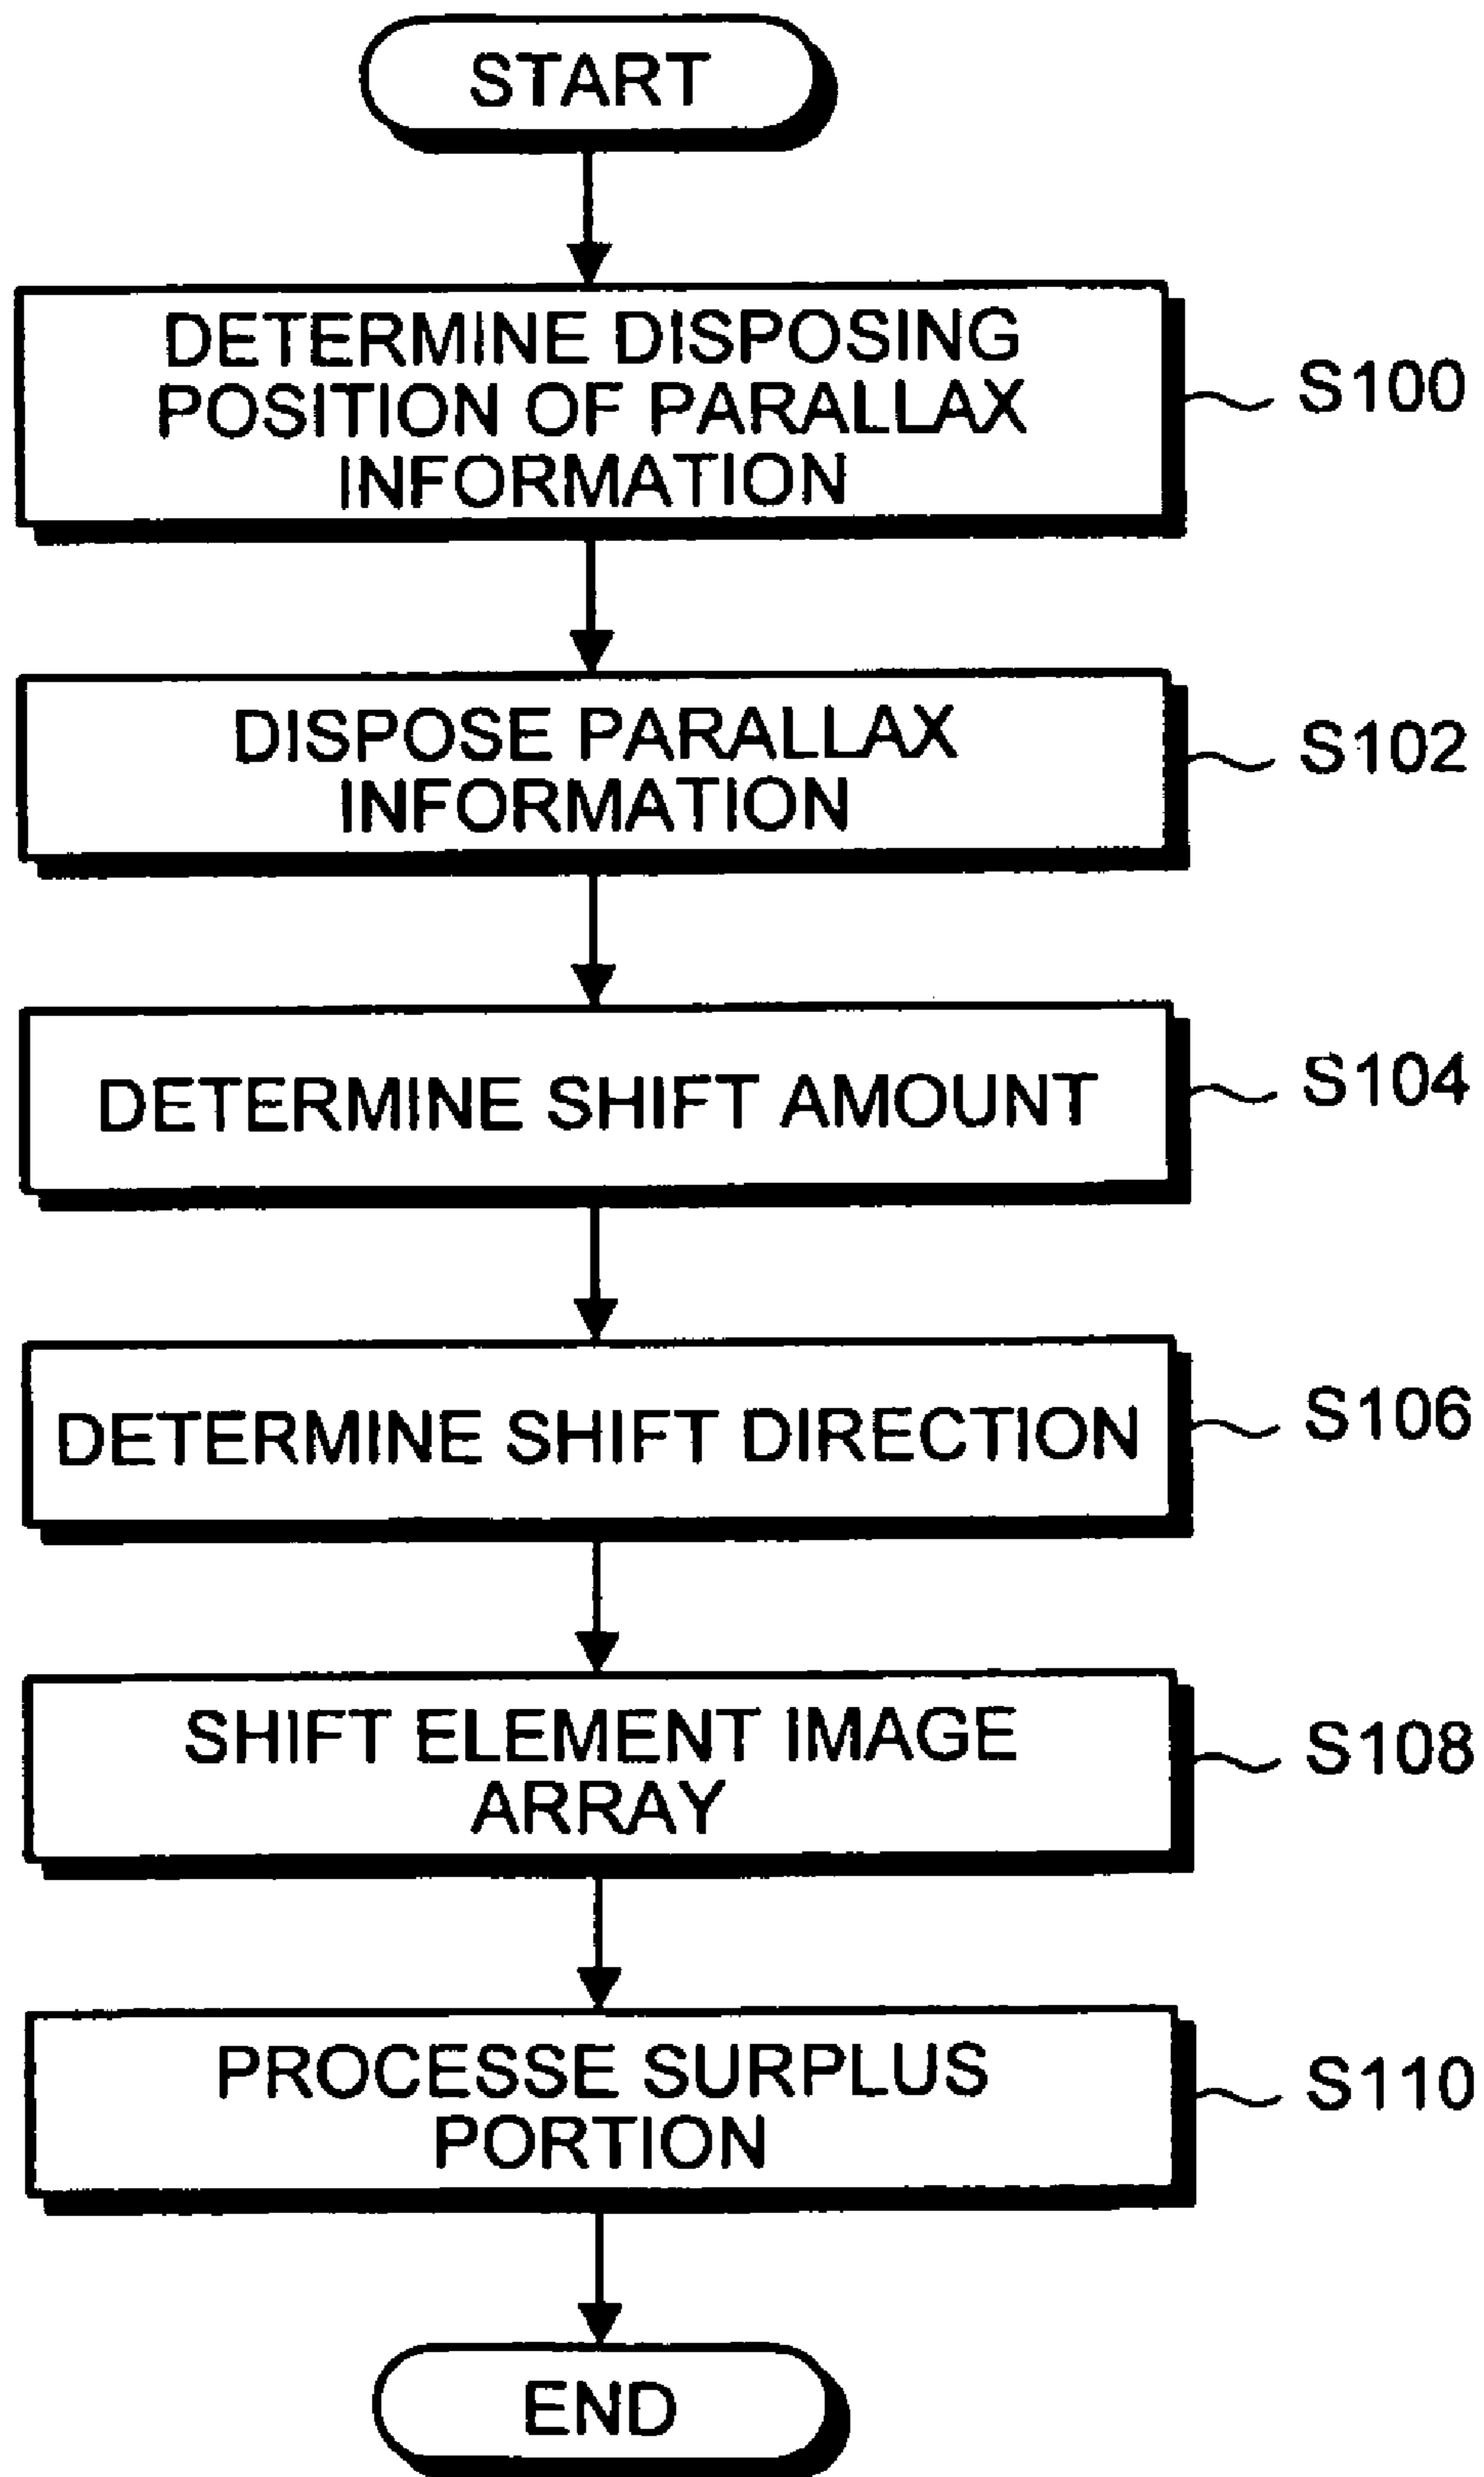 START
DETERMINE DISPOSING
POSITION OF PARALLAX
INFORMATION
S100
DISPOSE PARALLAX
INFORMATION
S102
DETERMINE SHIFT AMOUNT
S104
DETERMINE SHIFT DIRECTION
S106
SHIFT ELEMENT IMAGE
ARRAY
S108
PROCESSE SURPLUS
PORTION
S110
END